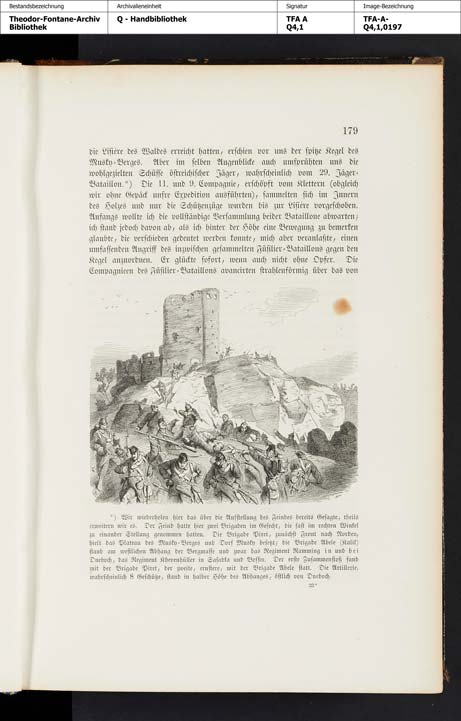 Bestandsbezeichnung Archivalieneinheit Signatur Image-Bezeichnung
Theodor-Fontane-Archiv Q - Handbibliothek TFA A TFA-A-
Bibliothek Q4,1 Q4,1,0197
179
die Lisière des Waldes erreicht hatten, erschien vor uns der spitze Kegel des
Musky-Berges. Aber im selben Augenblicke auch umsprühten uns die
wohlgezielten Schüsse östreichischer Jäger, wahrscheinlich vom 29. Jäger-
Bataillon.*) Die 11. und 9. Compagnie, erschöpft vom Klettern (obgleich
wir ohne Gepäck unsre Expedition ausführten), sammelten sich im Innern
des Holzes und nur die Schützenzüge wurden bis zur Lisière vorgeschoben.
Anfangs wollte ich die vollständige Versammlung beider Bataillone abwarten;
ich stand jedoch davon ab, als ich hinter der Höhe eine Bewegung zu bemerken
glaubte, die verschieden gedeutet werden konnte, mich aber veranlaßte, einen
umfassenden Angriff des inzwischen gesammelten Füsilier-Bataillons gegen den
Kegel anzuordnen. Er glückte sofort, wenn auch nicht ohne Opfer. Die
Compagnieen des Füsilier-Bataillons avancirten strahlenförmig über das von
*) Wir wiederholen hier das über die Aufstellung des Feindes bereits Gesagte, theils
erweitern wir es. Der Feind hatte hier zwei Brigaden im Gefecht, die fast im rechten Winkel
zu einander Stellung genommen hatten. Die Brigade Piret, zunächst Front nach Norden,
hielt das Plateau des Musky-Berges und Dorf Musky besetzt; die Brigade Abele (Kalik)
stand am westlichen Abhang der Bergmasse und zwar das Regiment Ramming in und bei
Dneboch, das Regiment Khevenhüller in Sasadka und Bossin. Der erste Zusammenstoß fand
mit der Brigade Piret, der zweite, ernstere, mit der Brigade Abele statt. Die Artillerie,
wahrscheinlich 8 Geschütze, stand in halber Höhe des Abhanges, östlich von Dneboch.